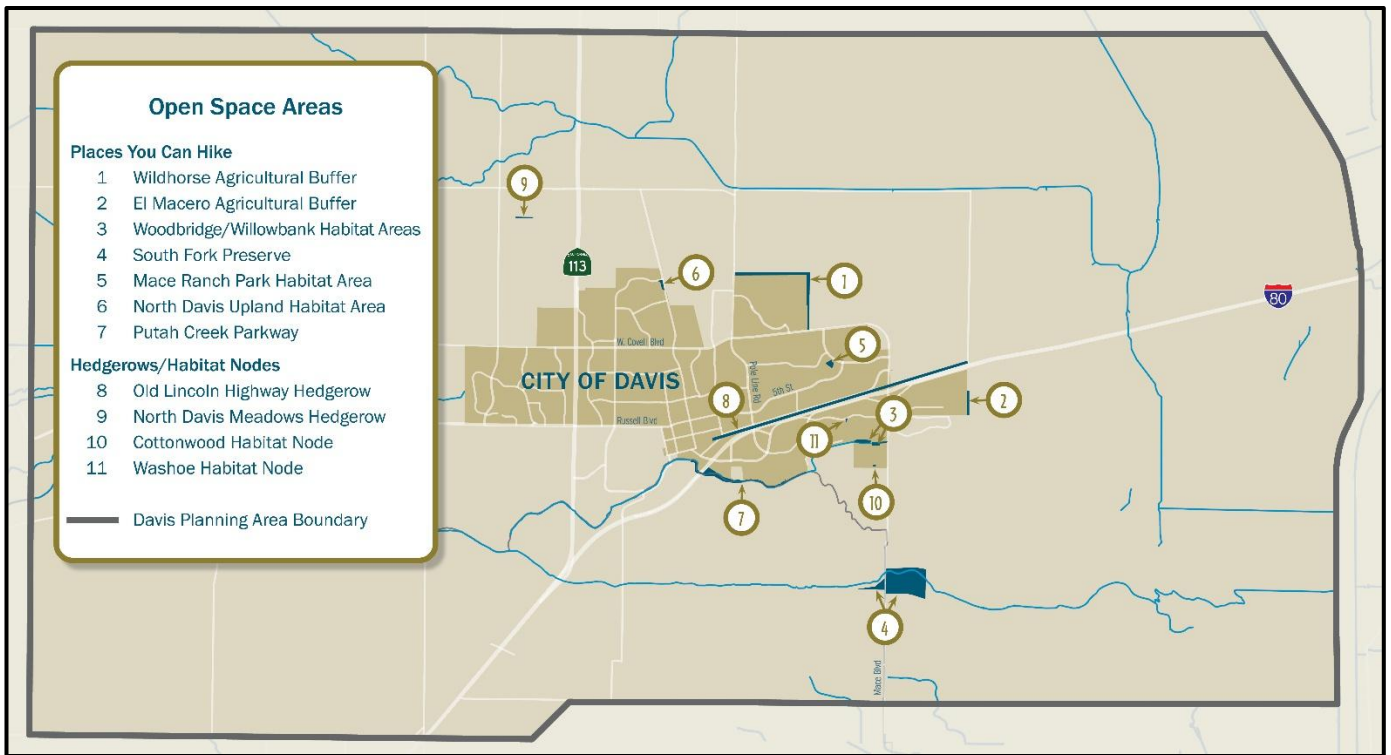 Open Space Areas
Places You Can Hike
1 Wildhorse Agricultural Buffer
2 El Macero Agricultural Buffer
3 Woodbridge/Willowbank Habitat Areas
4 South Fork Preserve
5 Mace Ranch Park Habitat Area
6 North Davis Upland Habitat Area
7 Putah Creek Parkway
Hedgerows/Habitat Nodes
8 Old Lincoln Highway Hedgerow
9 North Davis Meadows Hedgerow
10 Cottonwood Habitat Node
11 Washoe Habitat Node
Davis Planning Area Boundary
9
113
6
1
80
W. Covell Blvd
5
CITY OF DAVIS
Pole Line Rd
5th St
8
2
3
Russell Blvd
11
10
7
4
Mace Blvd